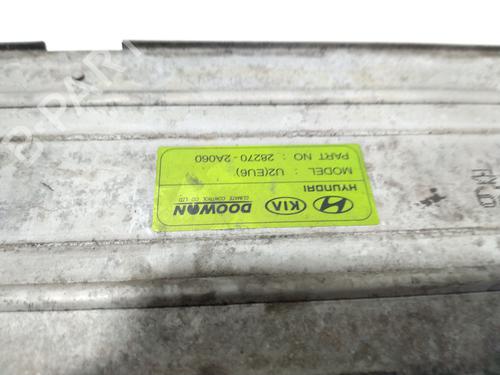 HYUNDAI KIA DOOWON
CLIMATE CONTROL CO LTD
MODEL : U2(EU6)
PART NO : 28270-2A060